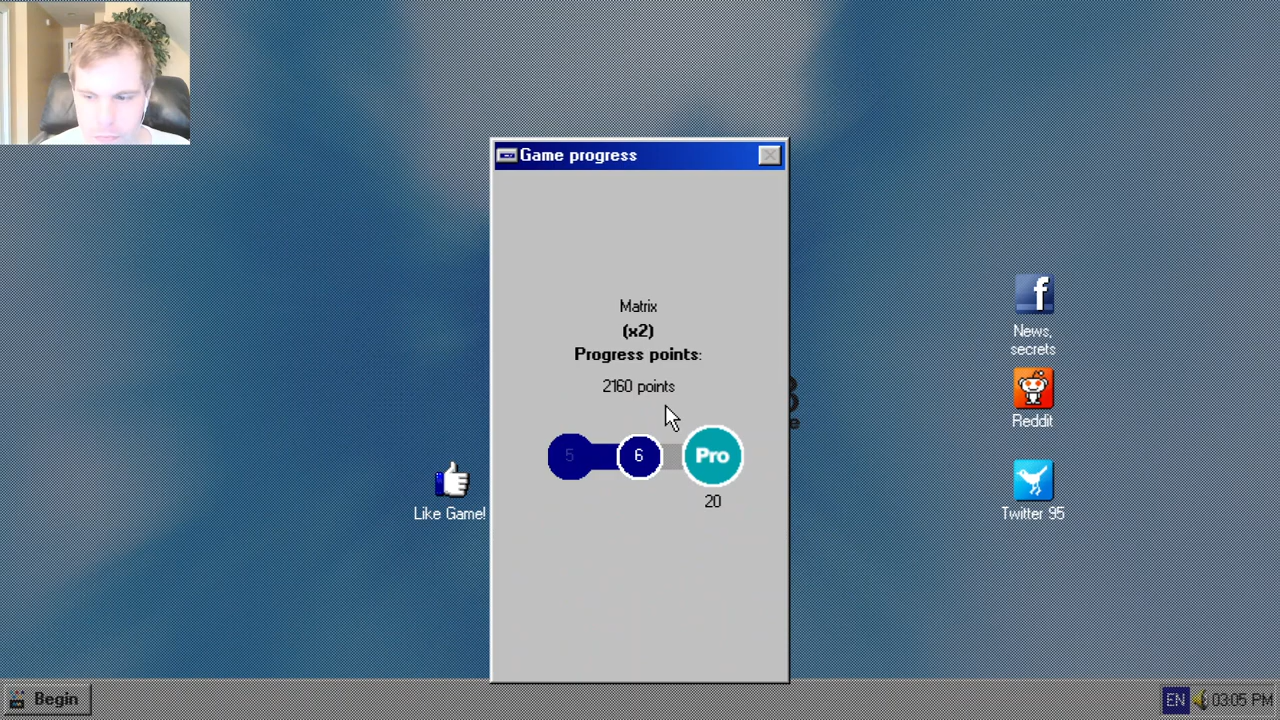 Game progress
Matrix
(x2)
Progress points:
2160 points
5
6
Pro
20
f
News,
secrets
Reddit
Like Game!
Twitter 95
Begin
EN
03:05 PM